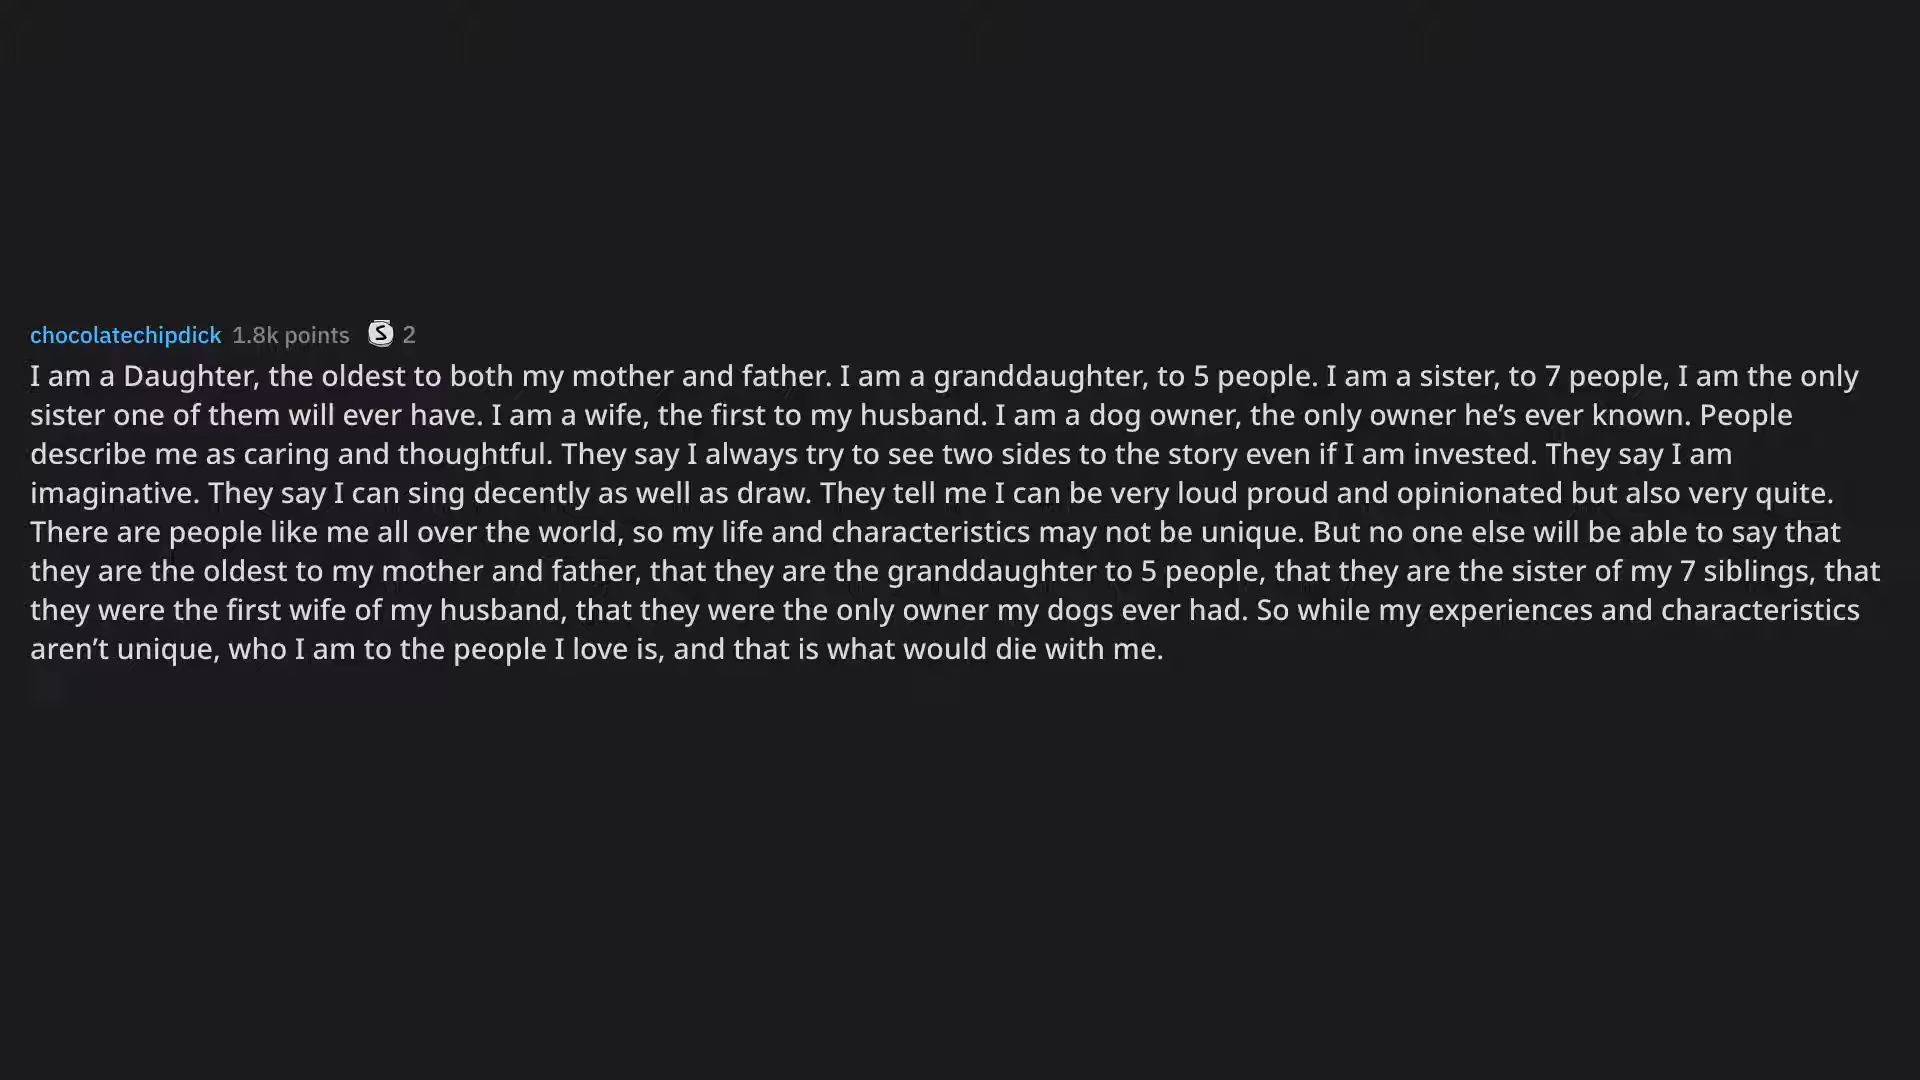 chocolatechipdick 1.8k points S 2
I am a Daughter, the oldest to both my mother and father. I am a granddaughter, to 5 people. I am a sister, to 7 people, I am the only
sister one of them will ever have. I am a wife, the first to my husband. I am a dog owner, the only owner he’s ever known. People
describe me as caring and thoughtful. They say I always try to see two sides to the story even if I am invested. They say I am
imaginative. They say I can sing decently as well as draw. They tell me I can be very loud proud and opinionated but also very quite.
There are people like me all over the world, so my life and characteristics may not be unique. But no one else will be able to say that
they are the oldest to my mother and father, that they are the granddaughter to 5 people, that they are the sister of my 7 siblings, that
they were the first wife of my husband, that they were the only owner my dogs ever had. So while my experiences and characteristics
aren’t unique, who I am to the people I love is, and that is what would die with me.